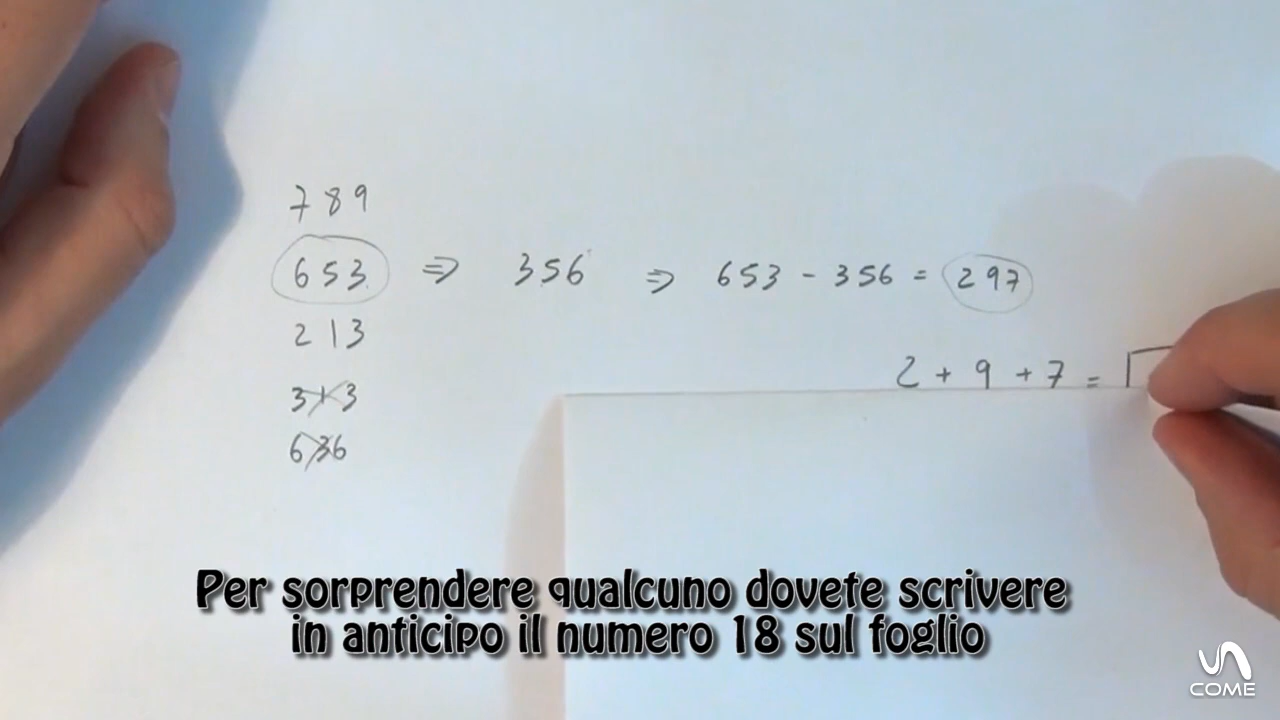 789
653 ⇒ 356 ⇒ 653 - 356 = 297
2 + 9 + 7 =
213
313
636
Per sorprendere qualcuno dovete scrivere
in anticipo il numero 18 sul foglio
COME